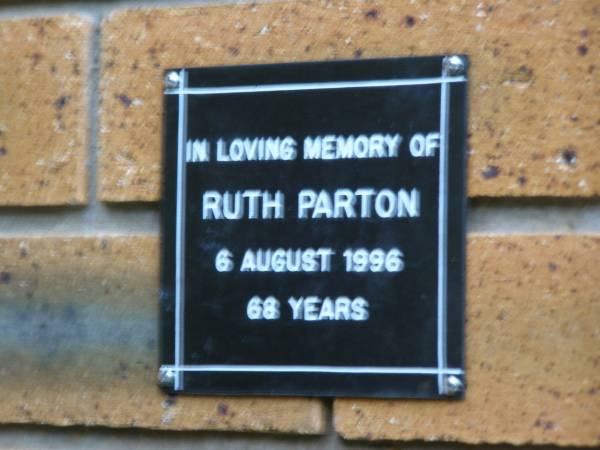 IN LOVING MEMORY OF
RUTH PARTON
6 AUGUST 1996
68 YEARS